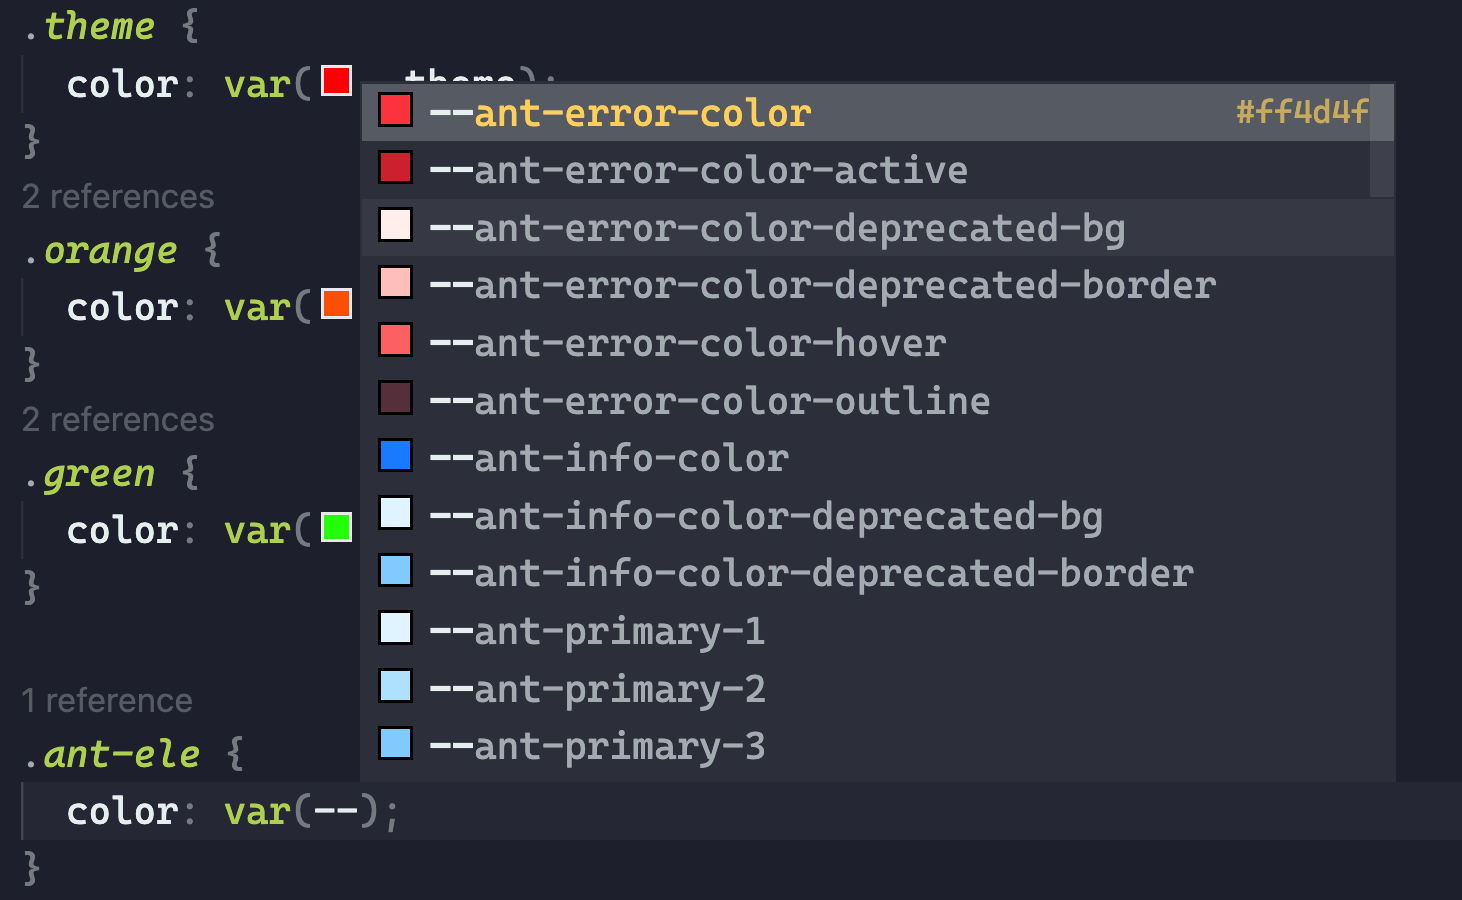 .theme {
color: var( --theme);
}
2 references
.orange {
color: var(
}
2 references
.green {
color: var(
}
1 reference
.ant-ele {
color: var(--);
}
--ant-error-color #ff4d4f
--ant-error-color-active
--ant-error-color-deprecated-bg
--ant-error-color-deprecated-border
--ant-error-color-hover
--ant-error-color-outline
--ant-info-color
--ant-info-color-deprecated-bg
--ant-info-color-deprecated-border
--ant-primary-1
--ant-primary-2
--ant-primary-3